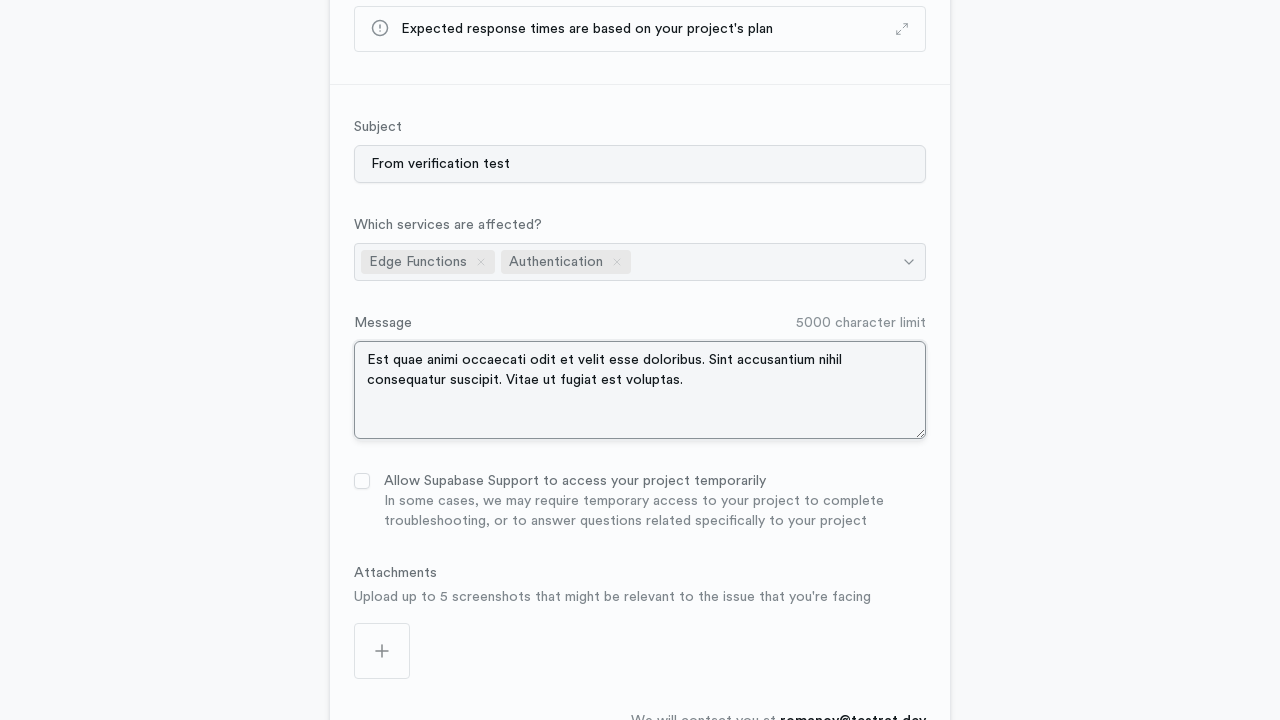 Expected response times are based on your project's plan
Subject
From verification test
Which services are affected?
Edge Functions
Authentication
Message
5000 character limit
Est quae animi occaecati odit et velit esse doloribus. Sint accusantium nihil
consequatur suscipit. Vitae ut fugiat est voluptas.
Allow Supabase Support to access your project temporarily
In some cases, we may require temporary access to your project to complete
troubleshooting, or to answer questions related specifically to your project
Attachments
Upload up to 5 screenshots that might be relevant to the issue that you're facing
We will contact you at romanov@testret.dev